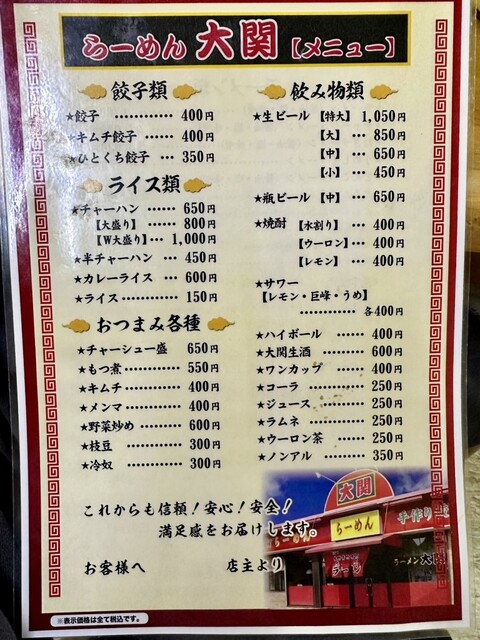 らーめん 大関【メニュー】
餃子類
★餃子 ………… 400円
★キムチ餃子 … 400円
★ひとくち餃子 … 350円
ライス類
★チャーハン …… 650円
【大盛り】 …… 800円
【W大盛り】… 1,000円
★半チャーハン … 450円
★カレーライス … 600円
★ライス ………… 150円
おつまみ各種
★チャーシュー盛 650円
★もつ煮 ………… 550円
★キムチ ………… 400円
★メンマ ………… 400円
★野菜炒め ……… 600円
★枝豆 ………… 300円
★冷奴 ………… 300円
飲み物類
★生ビール【特大】1,050円
【大】 … 850円
【中】 … 650円
【小】 … 450円
★瓶ビール【中】 … 650円
★焼酎 【水割り】… 400円
【ウーロン】… 400円
【レモン】 … 400円
★サワー
【レモン・巨峰・うめ】
………… 各400円
★ハイボール …… 400円
★大関生酒 ……… 600円
★ワンカップ …… 400円
★コーラ ………… 250円
★ジュース ……… 250円
★ラムネ ………… 250円
★ウーロン茶 …… 250円
★ノンアル ……… 350円
これからも信頼！安心！安全！
満足感をお届けします。
お客様へ 店主より
大関
らーめん
らーめん
手作り
ラーメン 大関
※表示価格は全て税込です。